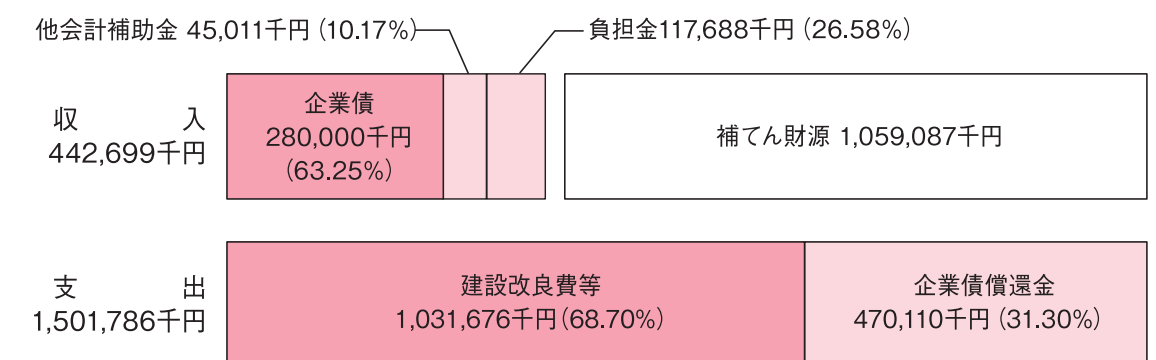 他会計補助金 45,011千円（10.17%）
負担金117,688千円（26.58%）
収　　　入
442,699千円
企業債
280,000千円
（63.25%）
補てん財源 1,059,087千円
支　　　出
1,501,786千円
建設改良費等
1,031,676千円（68.70%）
企業債償還金
470,110千円（31.30%）